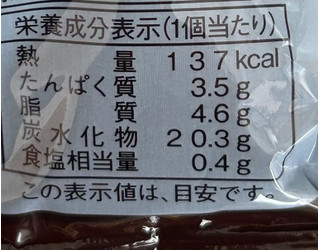 栄養成分表示(1個当たり)
熱量 137kcal
たんぱく質 3.5g
脂質 4.6g
炭水化物 20.3g
食塩相当量 0.4g
この表示値は、目安です。